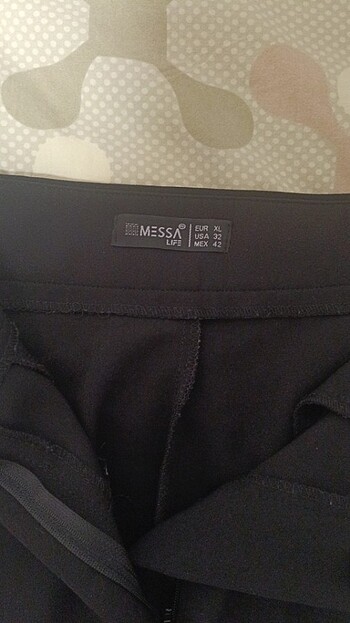 MESSA
LIFE
EUR XL
USA 32
MEX 42